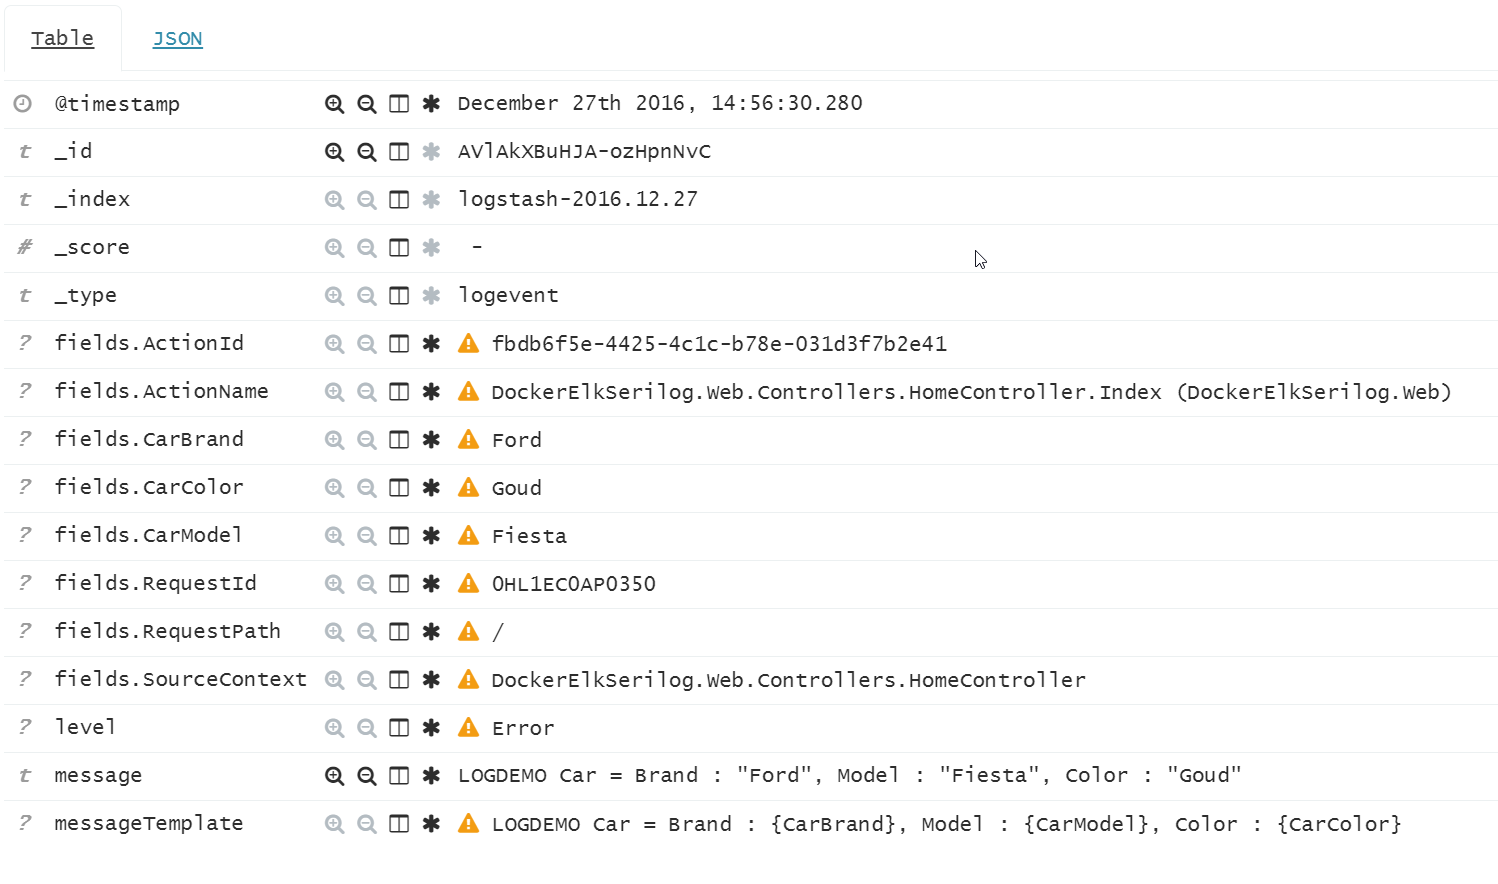 Table JSON
@timestamp December 27th 2016, 14:56:30.280
t _id AVlAkXBuHJA-ozHpnNvC
t _index logstash-2016.12.27
# _score -
t _type logevent
? fields.ActionId fbdb6f5e-4425-4c1c-b78e-031d3f7b2e41
? fields.ActionName DockerElkSerilog.Web.Controllers.HomeController.Index (DockerElkSerilog.Web)
? fields.CarBrand Ford
? fields.CarColor Goud
? fields.CarModel Fiesta
? fields.RequestId 0HL1EC0AP0350
? fields.RequestPath /
? fields.SourceContext DockerElkSerilog.Web.Controllers.HomeController
? level Error
t message LOGDEMO Car = Brand : "Ford", Model : "Fiesta", Color : "Goud"
? messageTemplate LOGDEMO Car = Brand : {CarBrand}, Model : {CarModel}, Color : {CarColor}